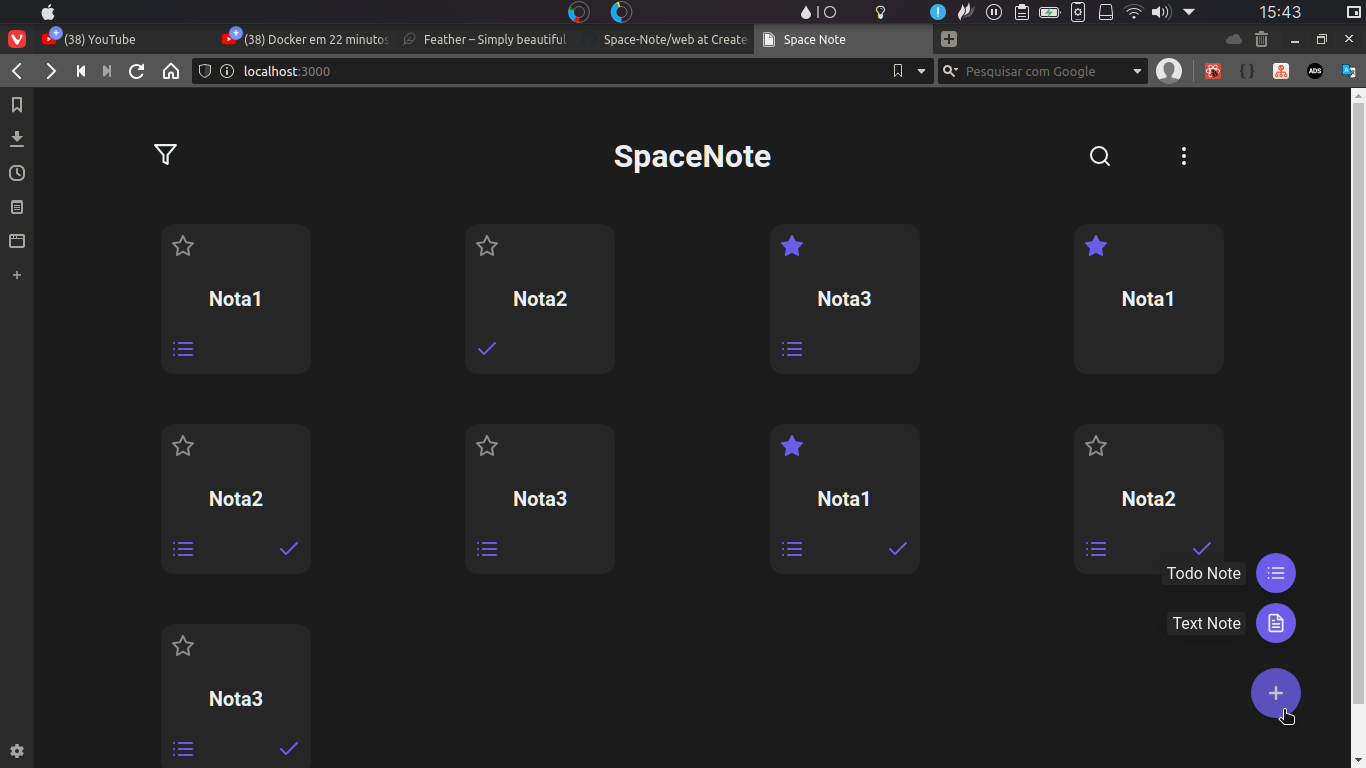 15:43
(38) YouTube
(38) Docker em 22 minutos
Feather – Simply beautiful
Space-Note/web at Create
Space Note
localhost:3000
Pesquisar com Google
ADS
SpaceNote
Nota1
Nota2
Nota3
Nota1
Nota2
Nota3
Nota1
Nota2
Todo Note
Text Note
Nota3